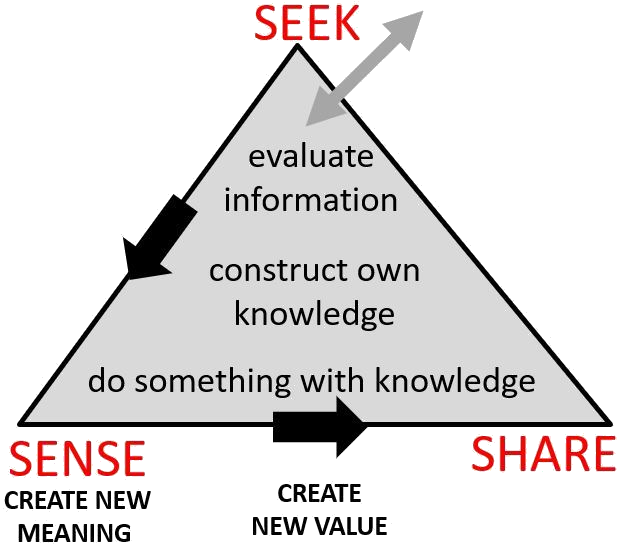 SEEK
evaluate
information
construct own
knowledge
do something with knowledge
SENSE
CREATE NEW
MEANING
CREATE
NEW VALUE
SHARE